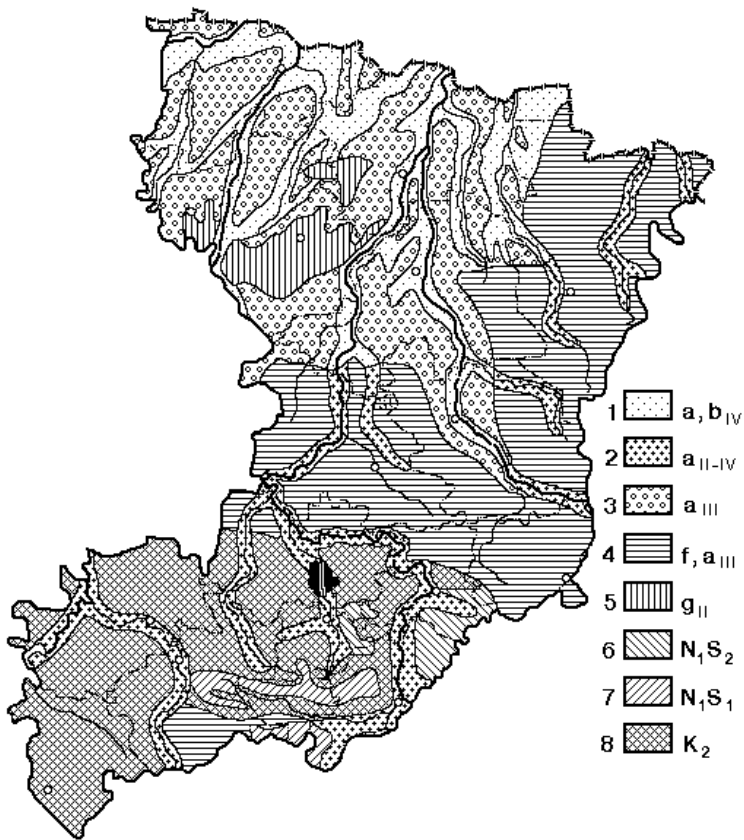 1 a, b IV
2 a II-IV
3 a III
4 f, a III
5 g II
6 N₁S₂
7 N₁S₁
8 K₂